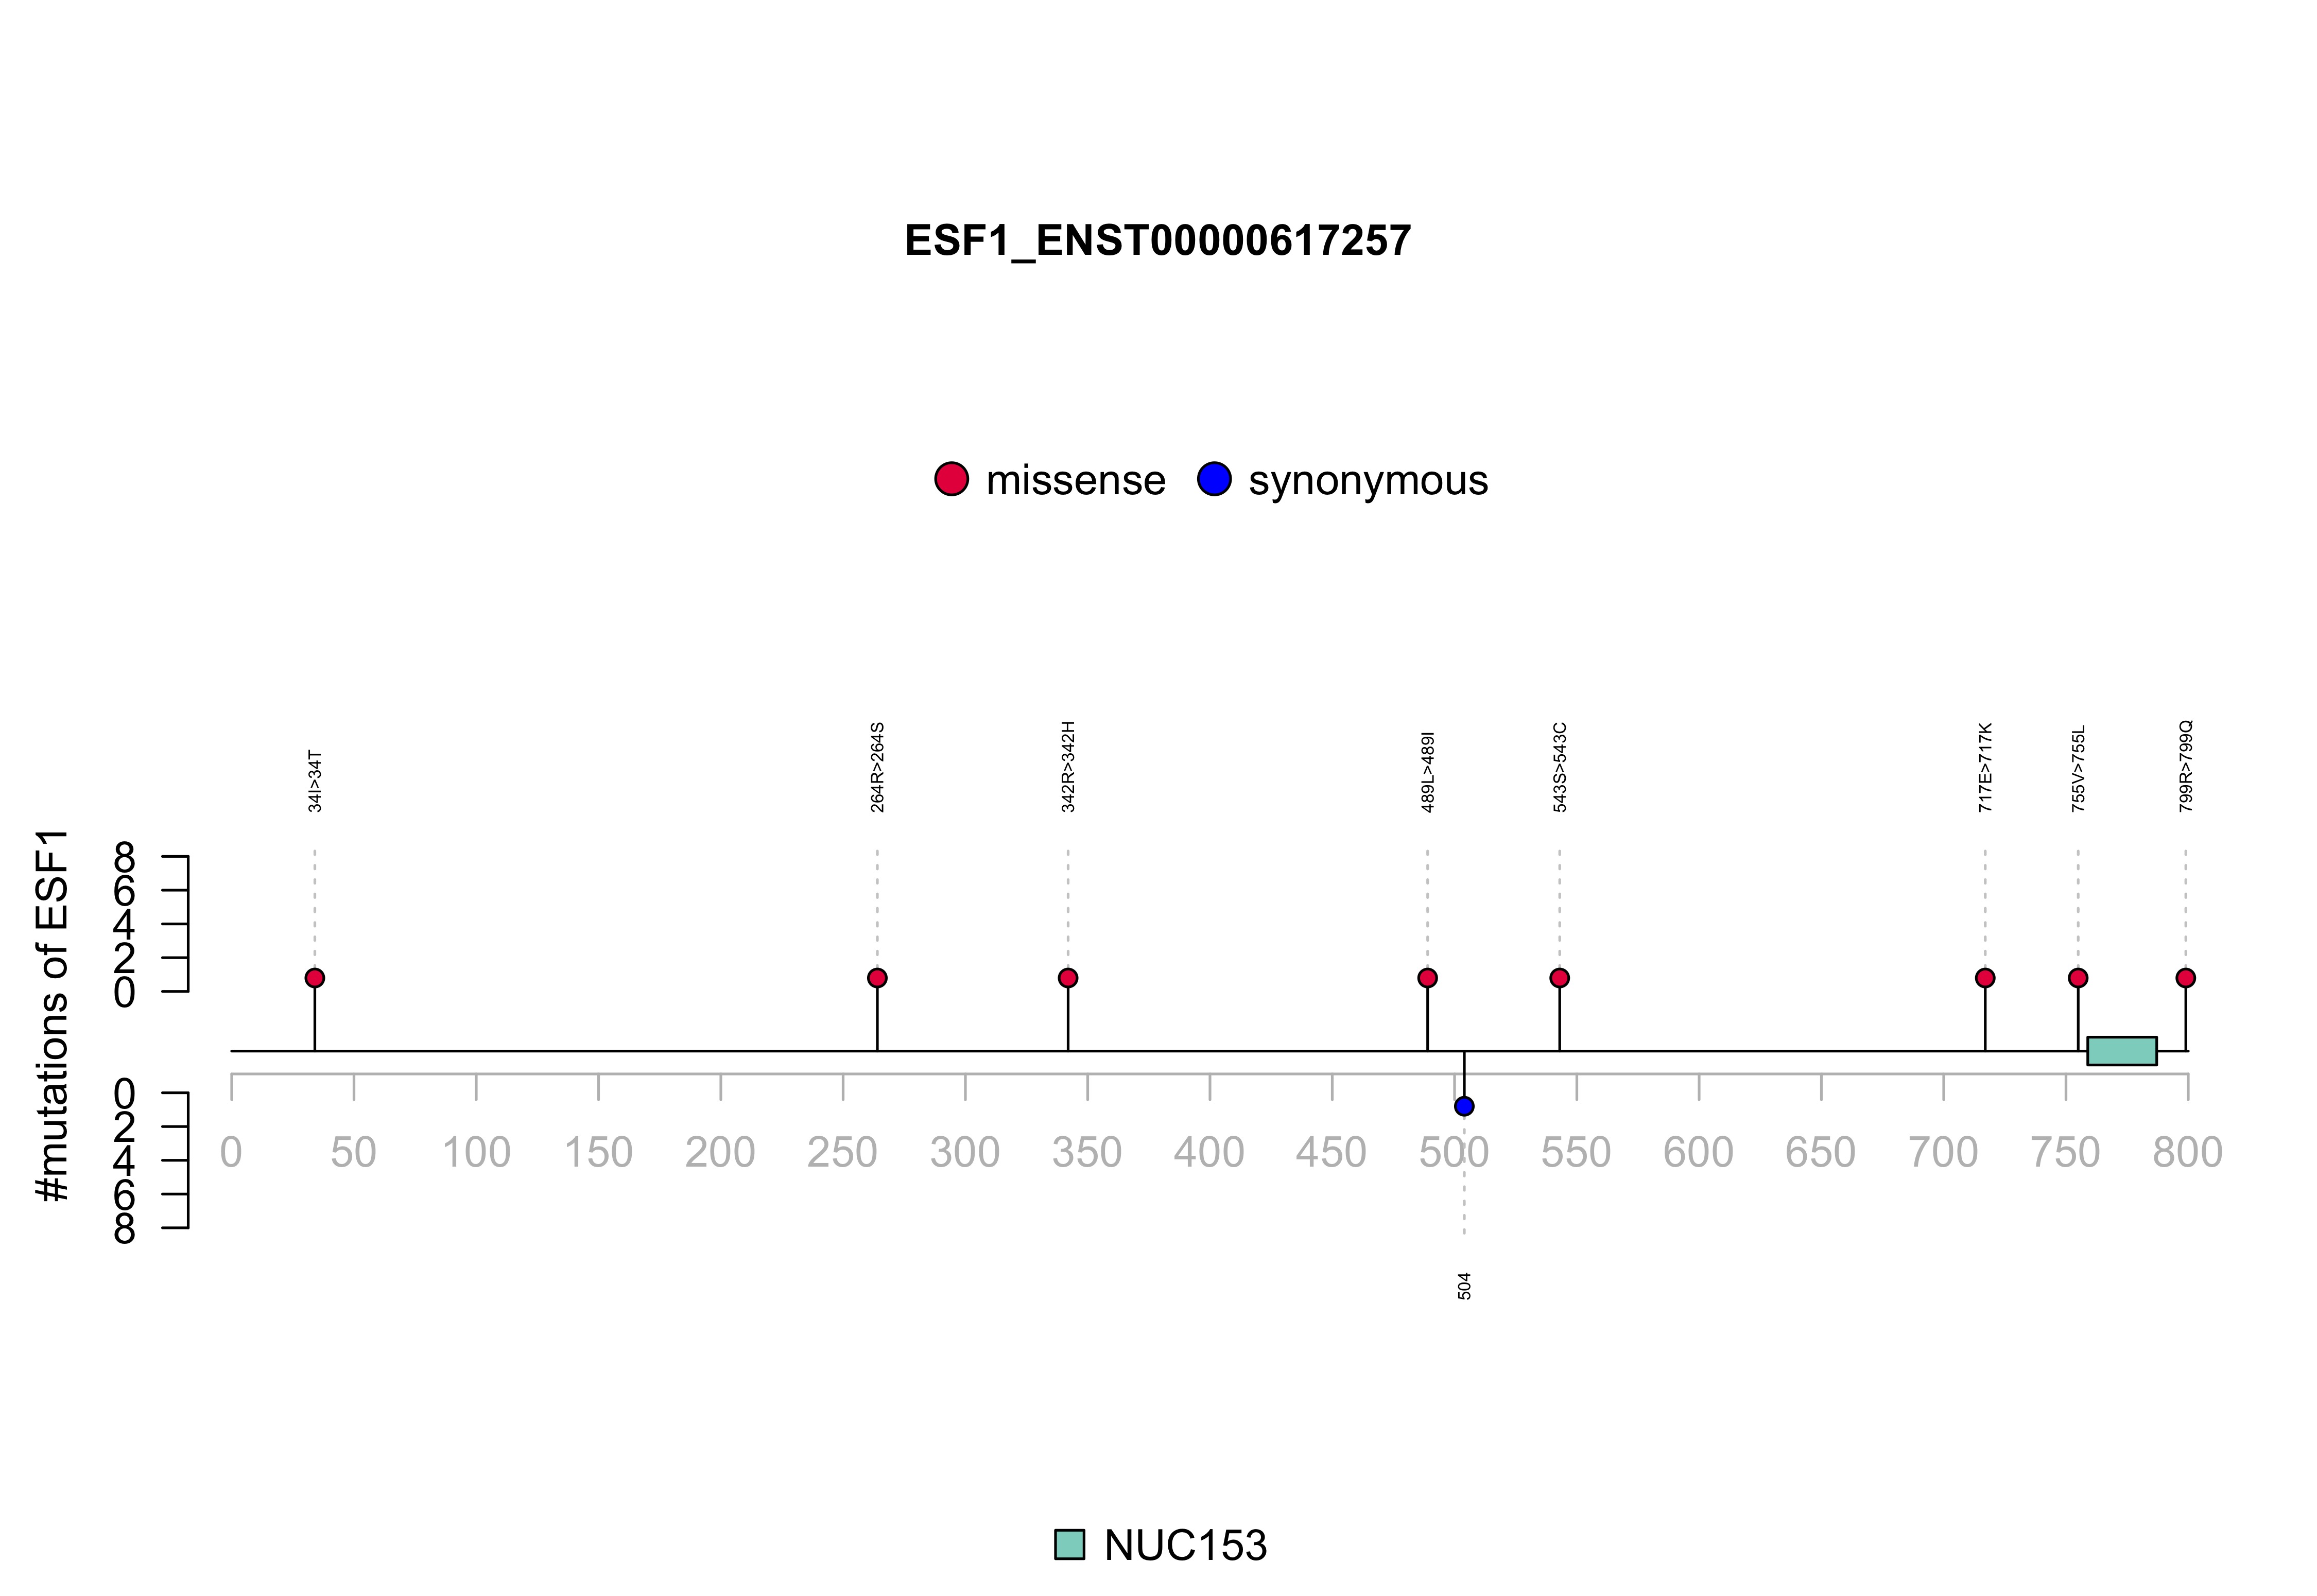 ESF1_ENST00000617257
missense synonymous
34I>34T
264R>264S
342R>342H
489L>489I
543S>543C
717E>717K
755V>755L
799R>799Q
#mutations of ESF1
8
6
4
2
0
0
2
4
6
8
0 50 100 150 200 250 300 350 400 450 500 550 600 650 700 750 800
504
NUC153